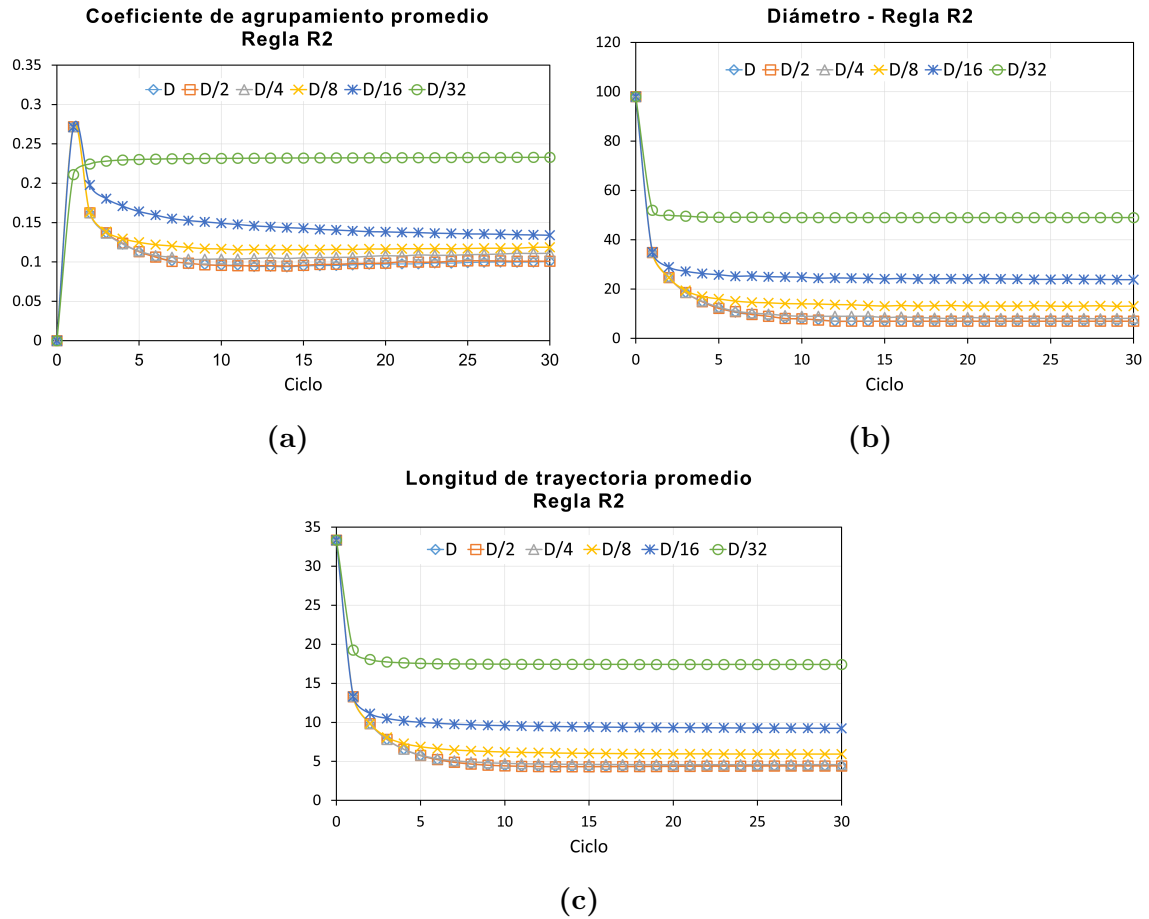 Coeficiente de agrupamiento promedio
Regla R2
0.35
0.3
0.25
0.2
0.15
0.1
0.05
0
D D/2 D/4 D/8 D/16 D/32
0 5 10 15 20 25 30
Ciclo
(a)
Diámetro - Regla R2
120
100
80
60
40
20
0
D D/2 D/4 D/8 D/16 D/32
0 5 10 15 20 25 30
Ciclo
(b)
Longitud de trayectoria promedio
Regla R2
35
30
25
20
15
10
5
0
D D/2 D/4 D/8 D/16 D/32
0 5 10 15 20 25 30
Ciclo
(c)